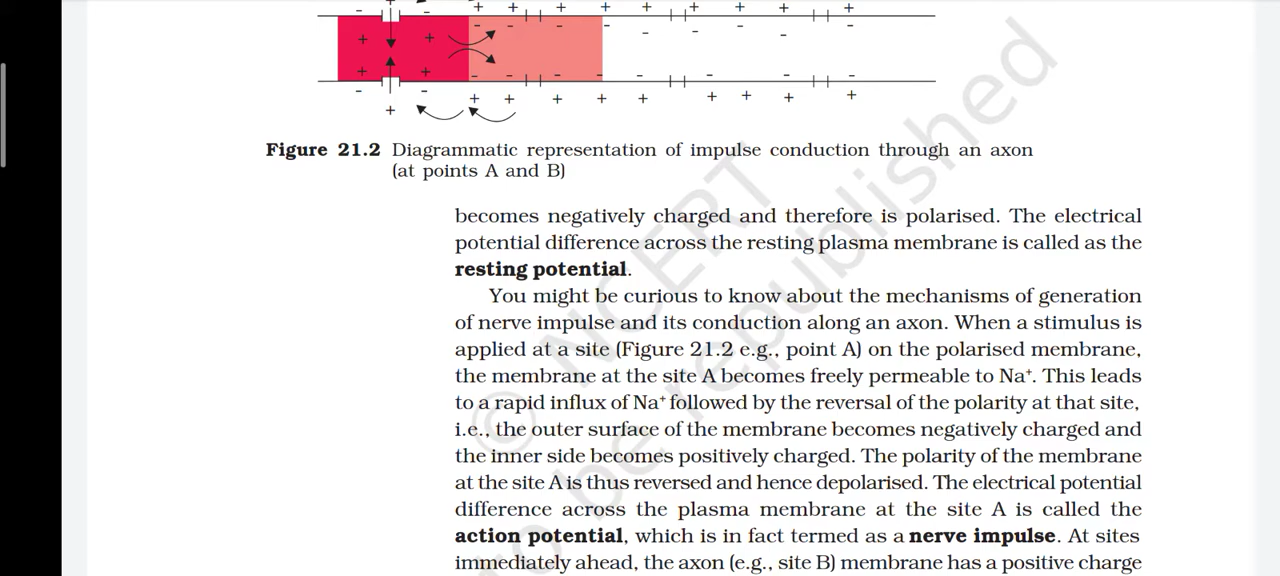 Figure 21.2 Diagrammatic representation of impulse conduction through an axon
(at points A and B)
becomes negatively charged and therefore is polarised. The electrical
potential difference across the resting plasma membrane is called as the
resting potential.
You might be curious to know about the mechanisms of generation
of nerve impulse and its conduction along an axon. When a stimulus is
applied at a site (Figure 21.2 e.g., point A) on the polarised membrane,
the membrane at the site A becomes freely permeable to Na⁺. This leads
to a rapid influx of Na⁺ followed by the reversal of the polarity at that site,
i.e., the outer surface of the membrane becomes negatively charged and
the inner side becomes positively charged. The polarity of the membrane
at the site A is thus reversed and hence depolarised. The electrical potential
difference across the plasma membrane at the site A is called the
action potential, which is in fact termed as a nerve impulse. At sites
immediately ahead, the axon (e.g., site B) membrane has a positive charge
© NCERT
to be republished